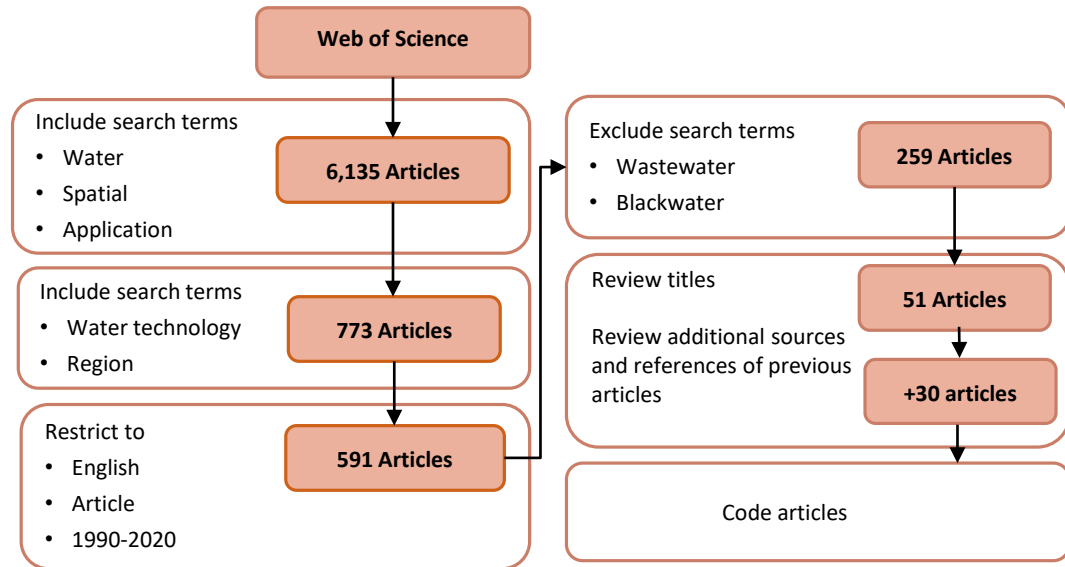 Web of Science
Include search terms
• Water
• Spatial
• Application
6,135 Articles
Include search terms
• Water technology
• Region
773 Articles
Restrict to
• English
• Article
• 1990-2020
591 Articles
Exclude search terms
• Wastewater
• Blackwater
259 Articles
Review titles
51 Articles
Review additional sources
and references of previous
articles
+30 articles
Code articles